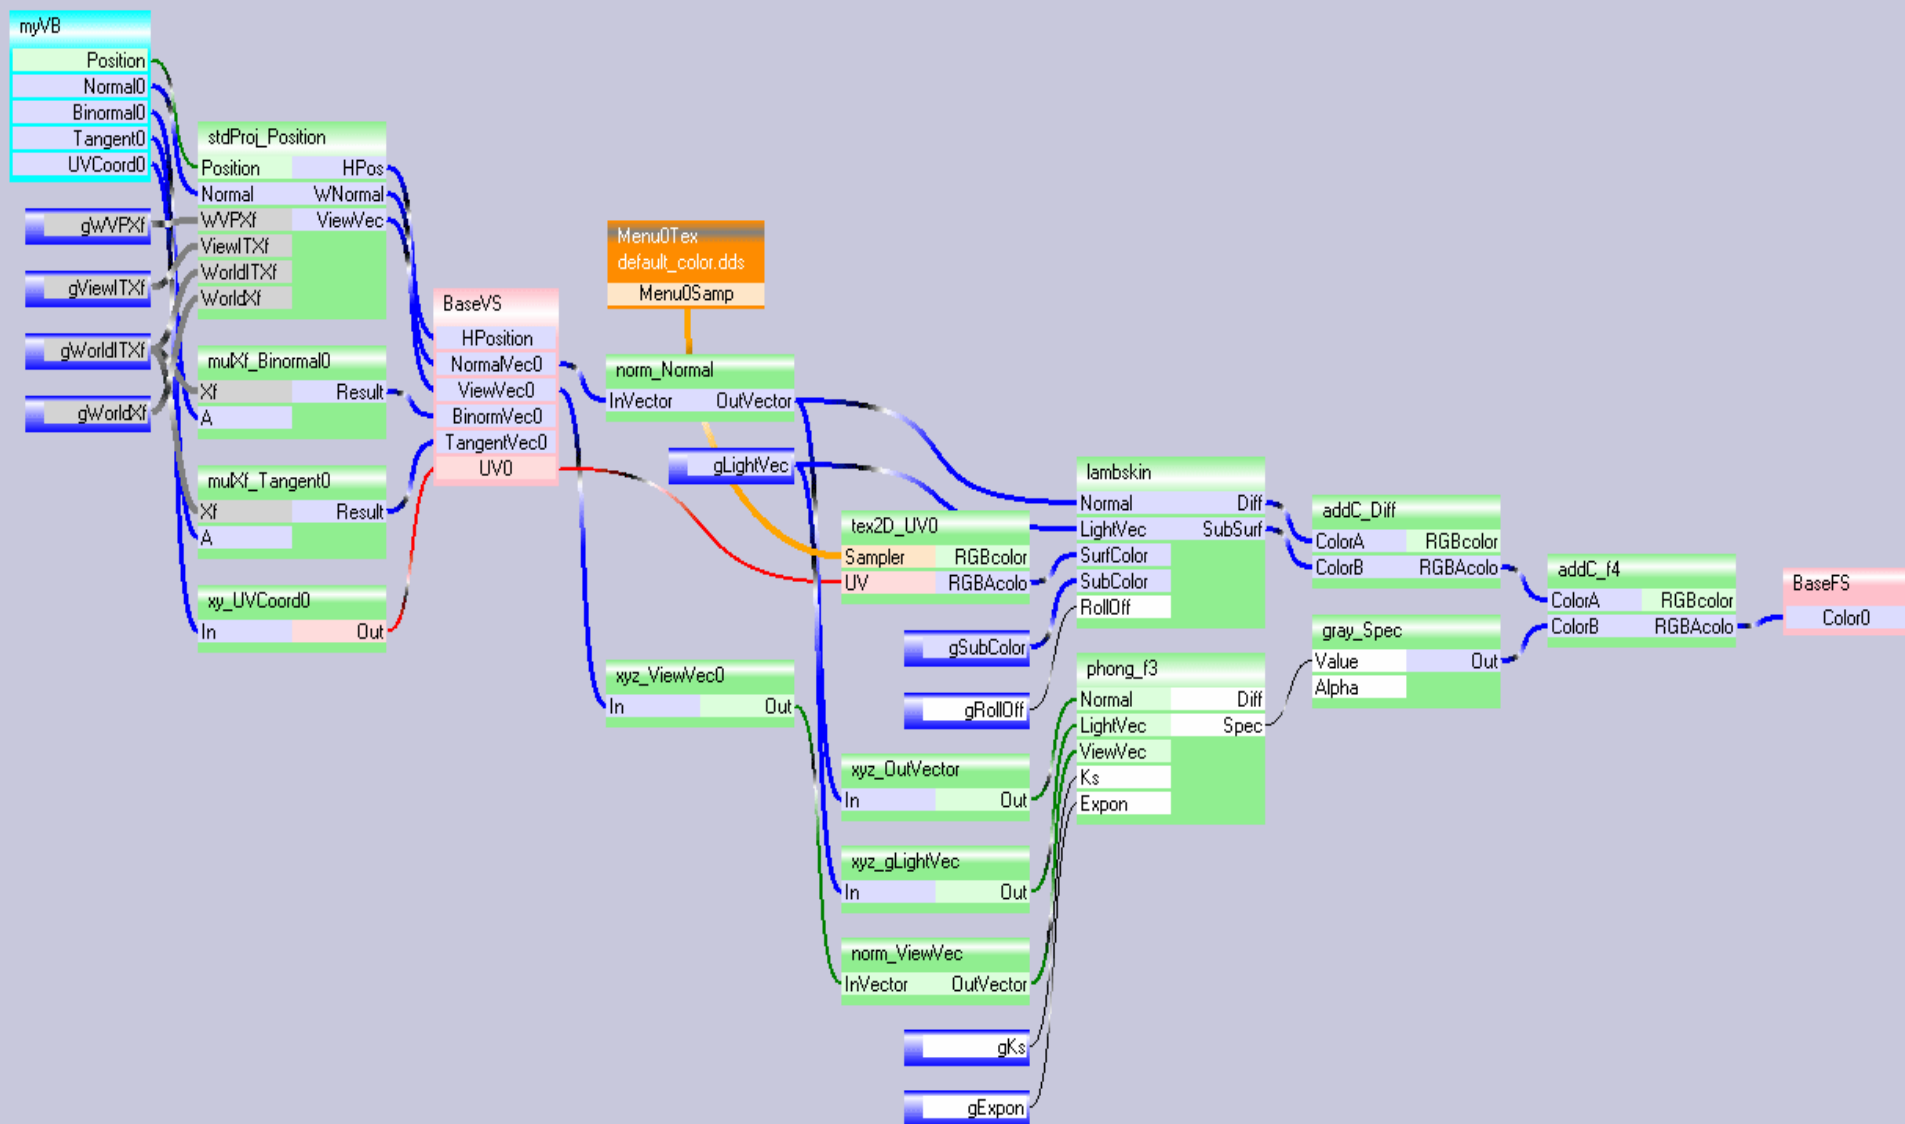 myVB
Position
Normal0
Binormal0
Tangent0
UVCoord0
gWVPXf
gViewITXf
gWorldITXf
gWorldXf
stdProj_Position
Position HPos
Normal WNormal
WVPXf ViewVec
ViewITXf
WorldITXf
WorldXf
mulXf_Binormal0
Xf Result
A
mulXf_Tangent0
Xf Result
A
xy_UVCoord0
In Out
BaseVS
HPosition
NormalVec0
ViewVec0
BinormVec0
TangentVec0
UV0
Menu0Tex
default_color.dds
Menu0Samp
norm_Normal
InVector OutVector
gLightVec
xyz_ViewVec0
In Out
tex2D_UV0
Sampler RGBcolor
UV RGBAcolo
gSubColor
gRollOff
xyz_OutVector
In Out
xyz_gLightVec
In Out
norm_ViewVec
InVector OutVector
gKs
gExpon
lambskin
Normal Diff
LightVec SubSurf
SurfColor
SubColor
RollOff
phong_f3
Normal Diff
LightVec Spec
ViewVec
Ks
Expon
addC_Diff
ColorA RGBcolor
ColorB RGBAcolo
gray_Spec
Value Out
Alpha
addC_f4
ColorA RGBcolor
ColorB RGBAcolo
BaseFS
Color0